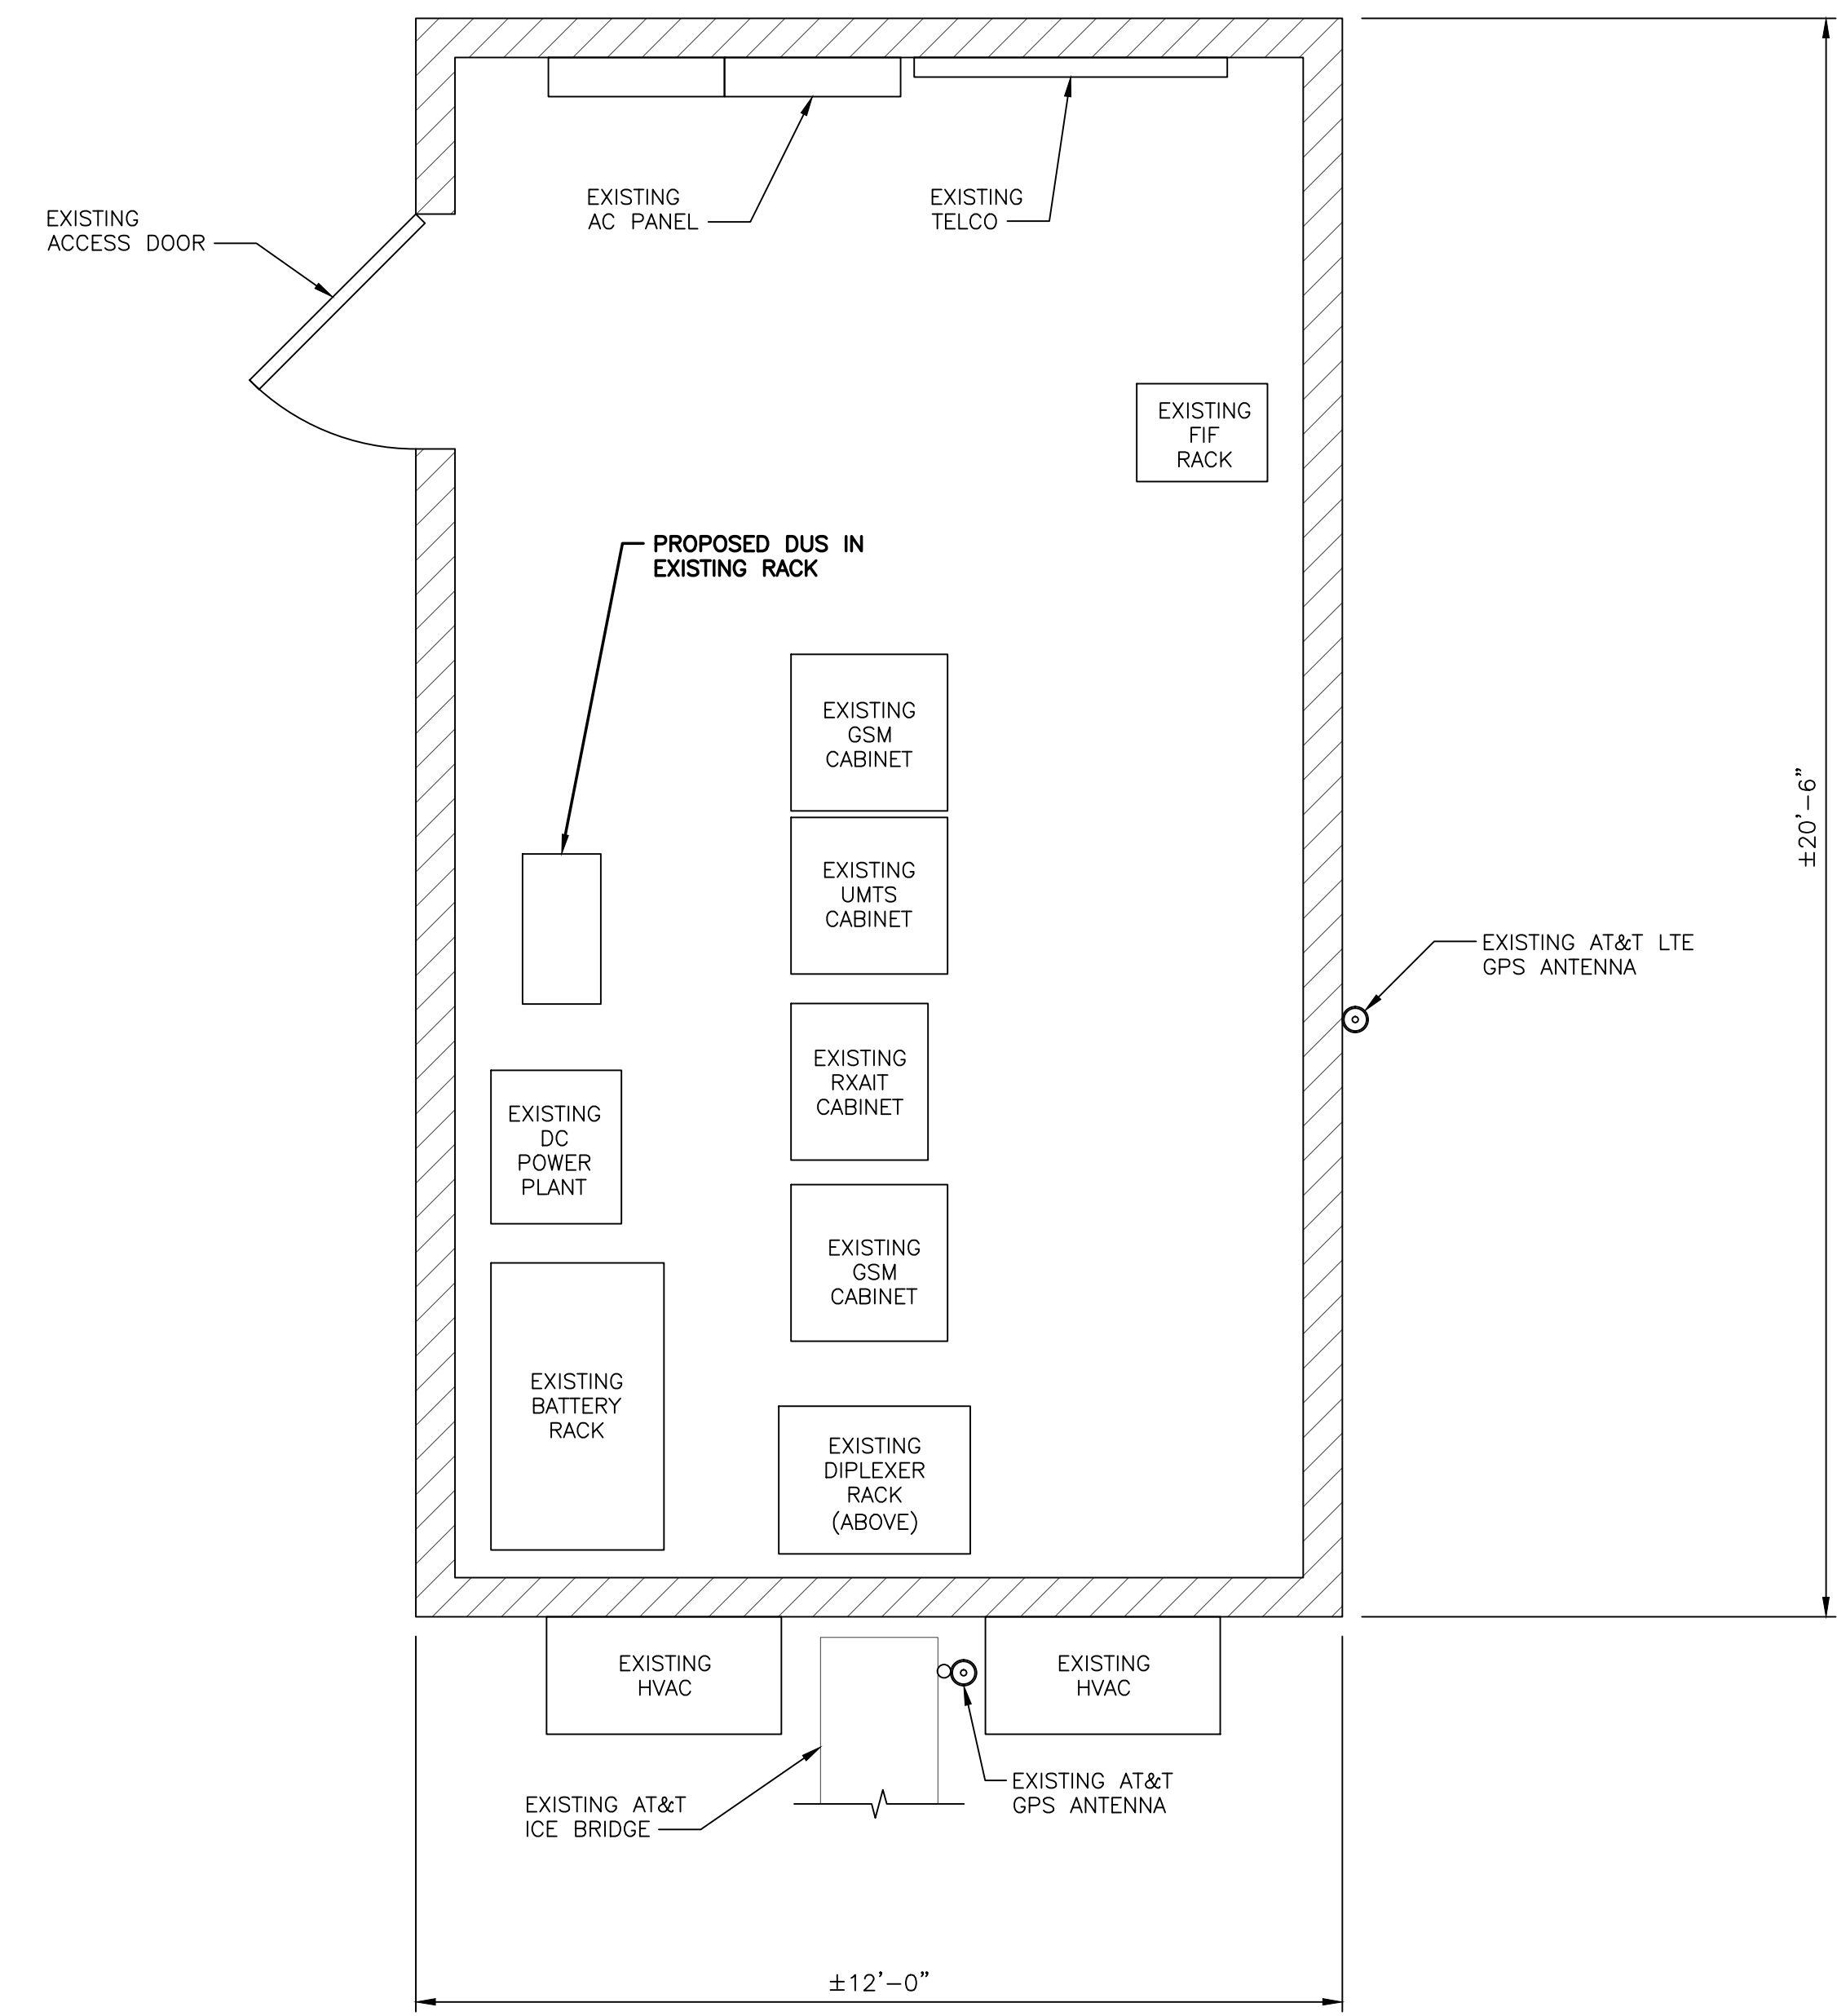 EXISTING
ACCESS DOOR
EXISTING
AC PANEL
EXISTING
TELCO
EXISTING
FIF
RACK
PROPOSED DUS IN
EXISTING RACK
EXISTING
GSM
CABINET
EXISTING
UMTS
CABINET
±20'-6"
EXISTING AT&T LTE
GPS ANTENNA
EXISTING
RXAIT
CABINET
EXISTING
DC
POWER
PLANT
EXISTING
GSM
CABINET
EXISTING
BATTERY
RACK
EXISTING
DIPLEXER
RACK
(ABOVE)
EXISTING
HVAC
EXISTING
HVAC
EXISTING AT&T
ICE BRIDGE
EXISTING AT&T
GPS ANTENNA
±12'-0"